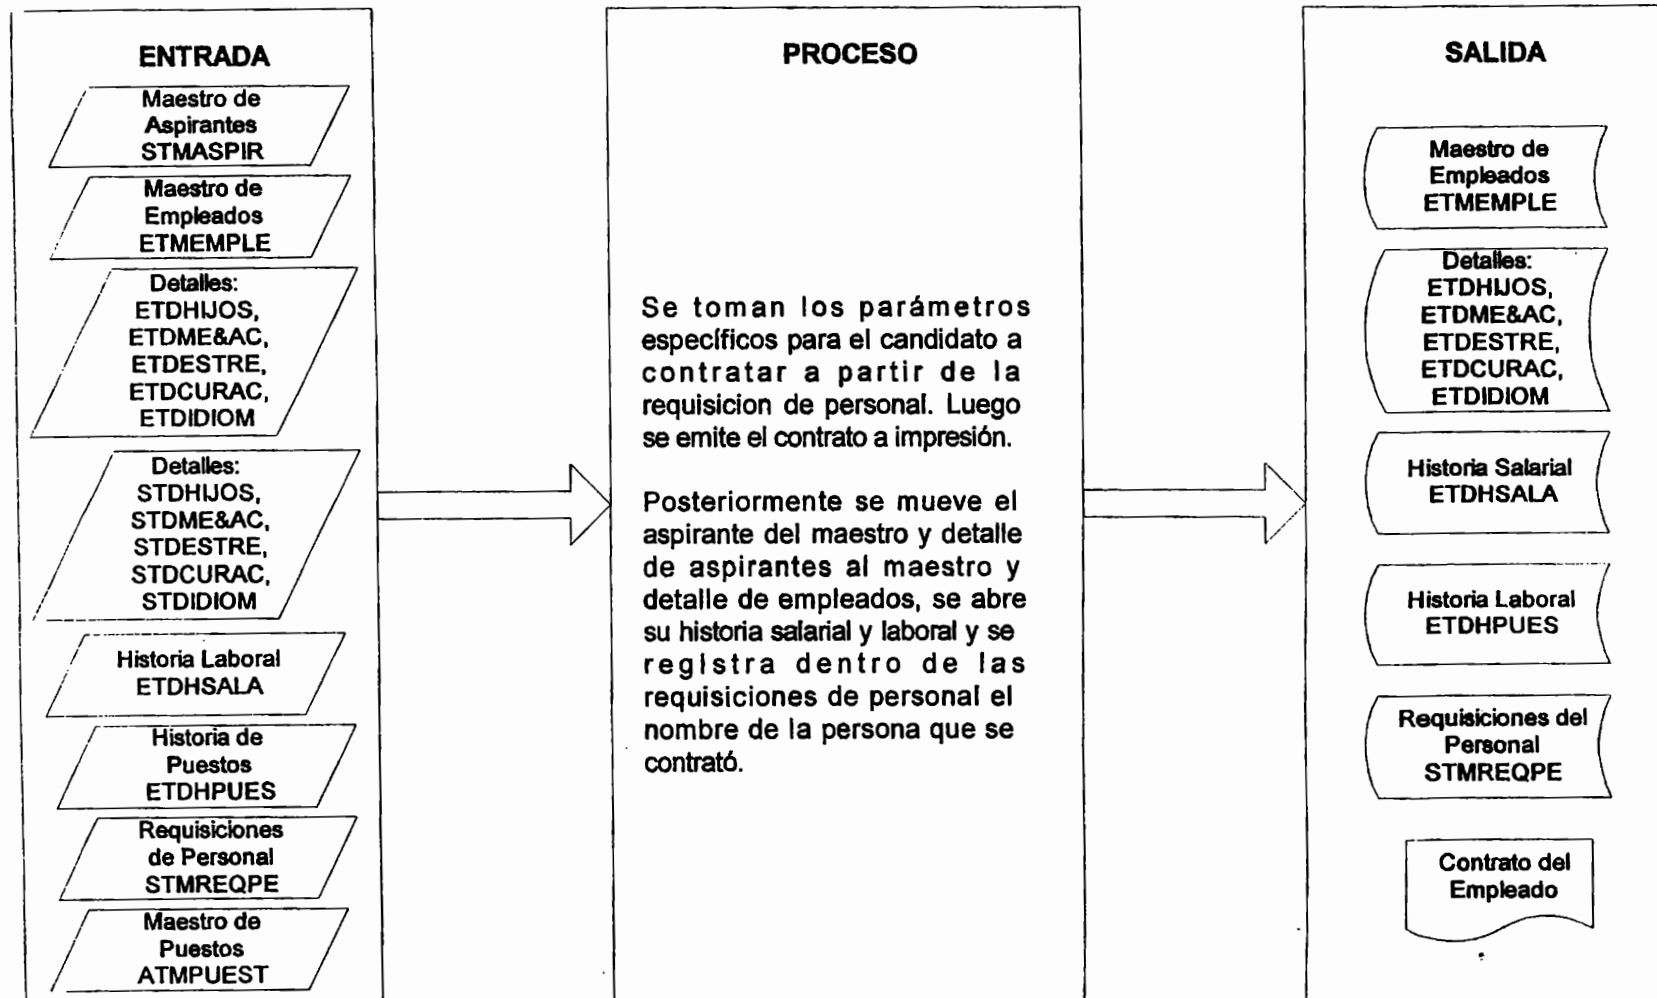 ENTRADA
Maestro de
Aspirantes
STMASPIR
Maestro de
Empleados
ETMEMPLE
Detalles:
ETDHIJOS,
ETDME&AC,
ETDESTRE,
ETDCURAC,
ETDIDIOM
Detalles:
STDHIJOS,
STDME&AC,
STDESTRE,
STDCURAC,
STDIDIOM
Historia Laboral
ETDHSALA
Historia de
Puestos
ETDHPUES
Requisiciones
de Personal
STMREQPE
Maestro de
Puestos
ATMPUEST
PROCESO
Se toman los parámetros
específicos para el candidato a
contratar a partir de la
requisicion de personal. Luego
se emite el contrato a impresión.
Posteriormente se mueve el
aspirante del maestro y detalle
de aspirantes al maestro y
detalle de empleados, se abre
su historia salarial y laboral y se
registra dentro de las
requisiciones de personal el
nombre de la persona que se
contrató.
SALIDA
Maestro de
Empleados
ETMEMPLE
Detalles:
ETDHIJOS,
ETDME&AC,
ETDESTRE,
ETDCURAC,
ETDIDIOM
Historia Salarial
ETDHSALA
Historia Laboral
ETDHPUES
Requisiciones del
Personal
STMREQPE
Contrato del
Empleado